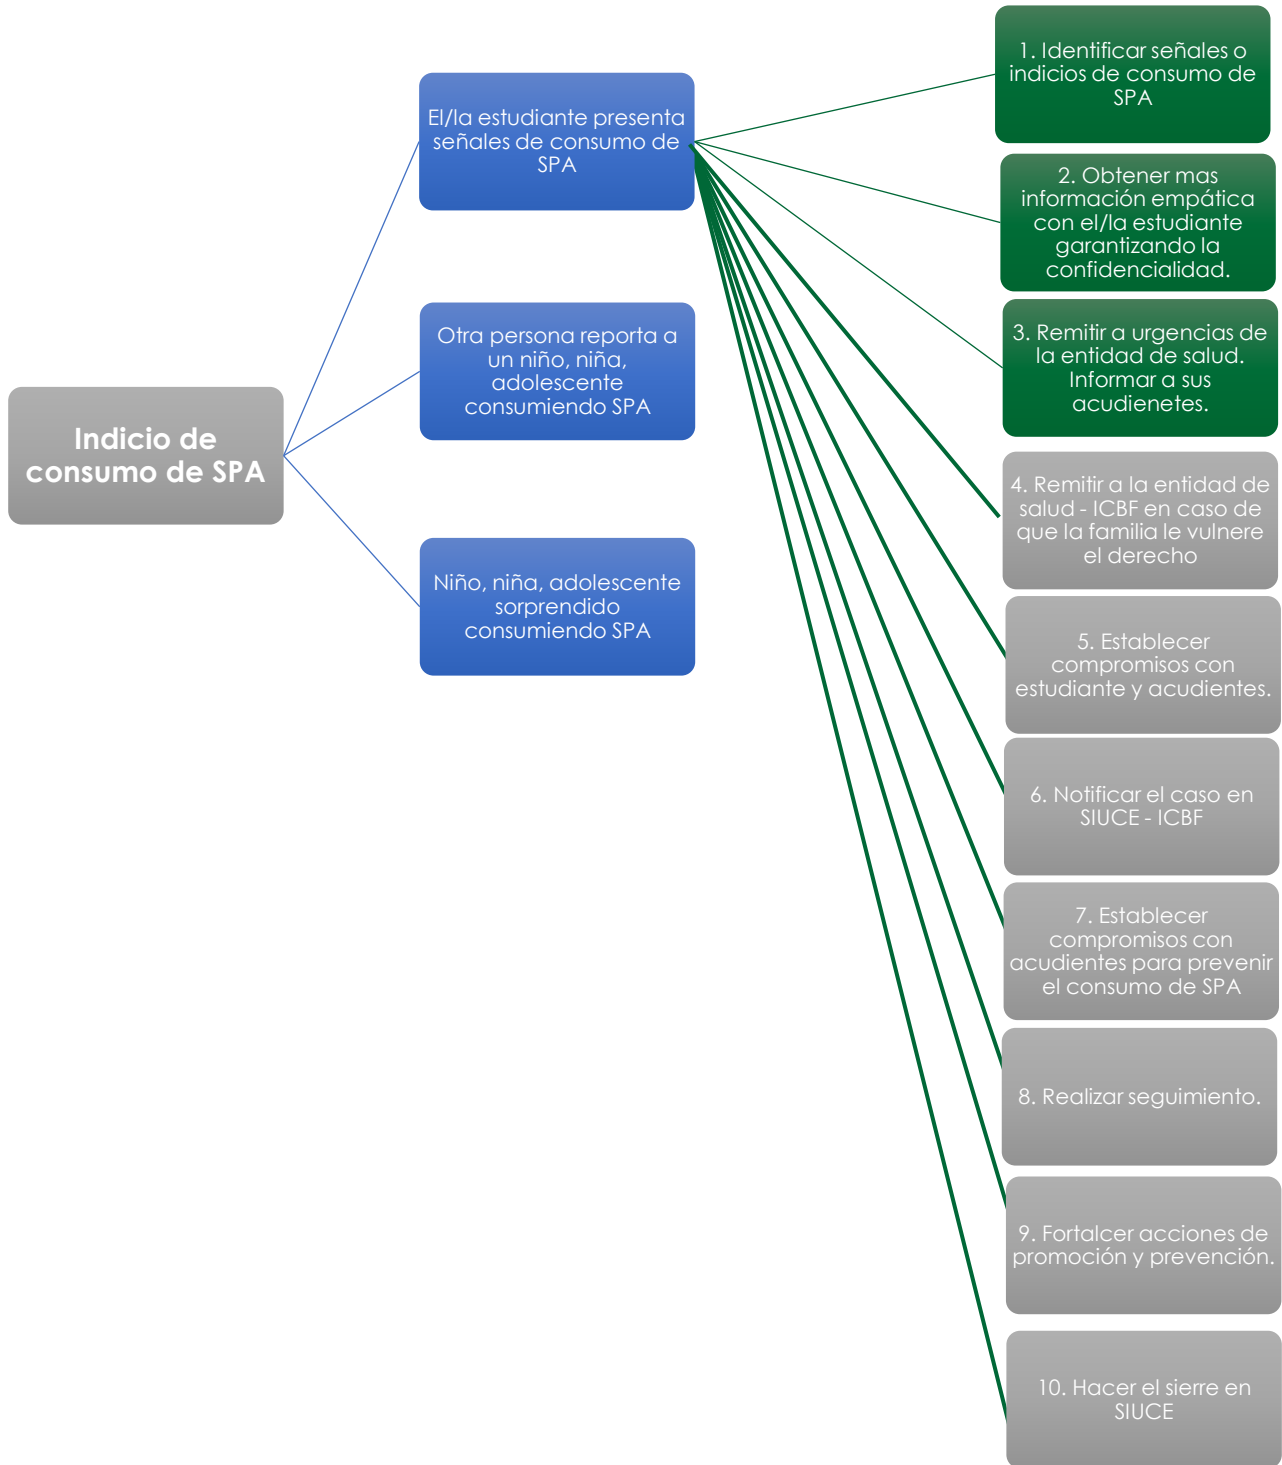 Indicio de
consumo de SPA
El/la estudiante presenta
señales de consumo de
SPA
Otra persona reporta a
un niño, niña,
adolescente
consumiendo SPA
Niño, niña, adolescente
sorprendido
consumiendo SPA
1. Identificar señales o
indicios de consumo de
SPA
2. Obtener mas
información empática
con el/la estudiante
garantizando la
confidencialidad.
3. Remitir a urgencias de
la entidad de salud.
Informar a sus
acudienetes.
4. Remitir a la entidad de
salud - ICBF en caso de
que la familia le vulnere
el derecho
5. Establecer
compromisos con
estudiante y acudientes.
6. Notificar el caso en
SIUCE - ICBF
7. Establecer
compromisos con
acudientes para prevenir
el consumo de SPA
8. Realizar seguimiento.
9. Fortalcer acciones de
promoción y prevención.
10. Hacer el sierre en
SIUCE